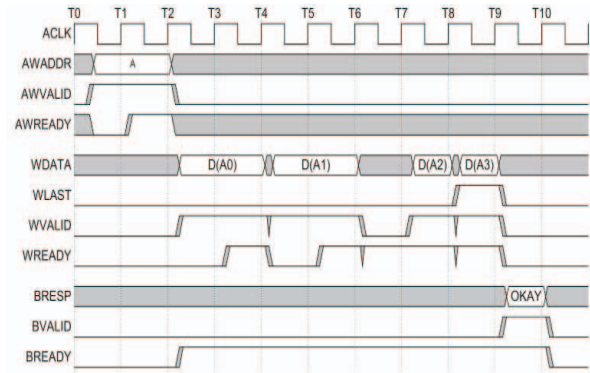 T0 T1 T2 T3 T4 T5 T6 T7 T8 T9 T10
ACLK
AWADDR A
AWVALID
AWREADY
WDATA D(A0) D(A1) D(A2) D(A3)
WLAST
WVALID
WREADY
BRESP OKAY
BVALID
BREADY